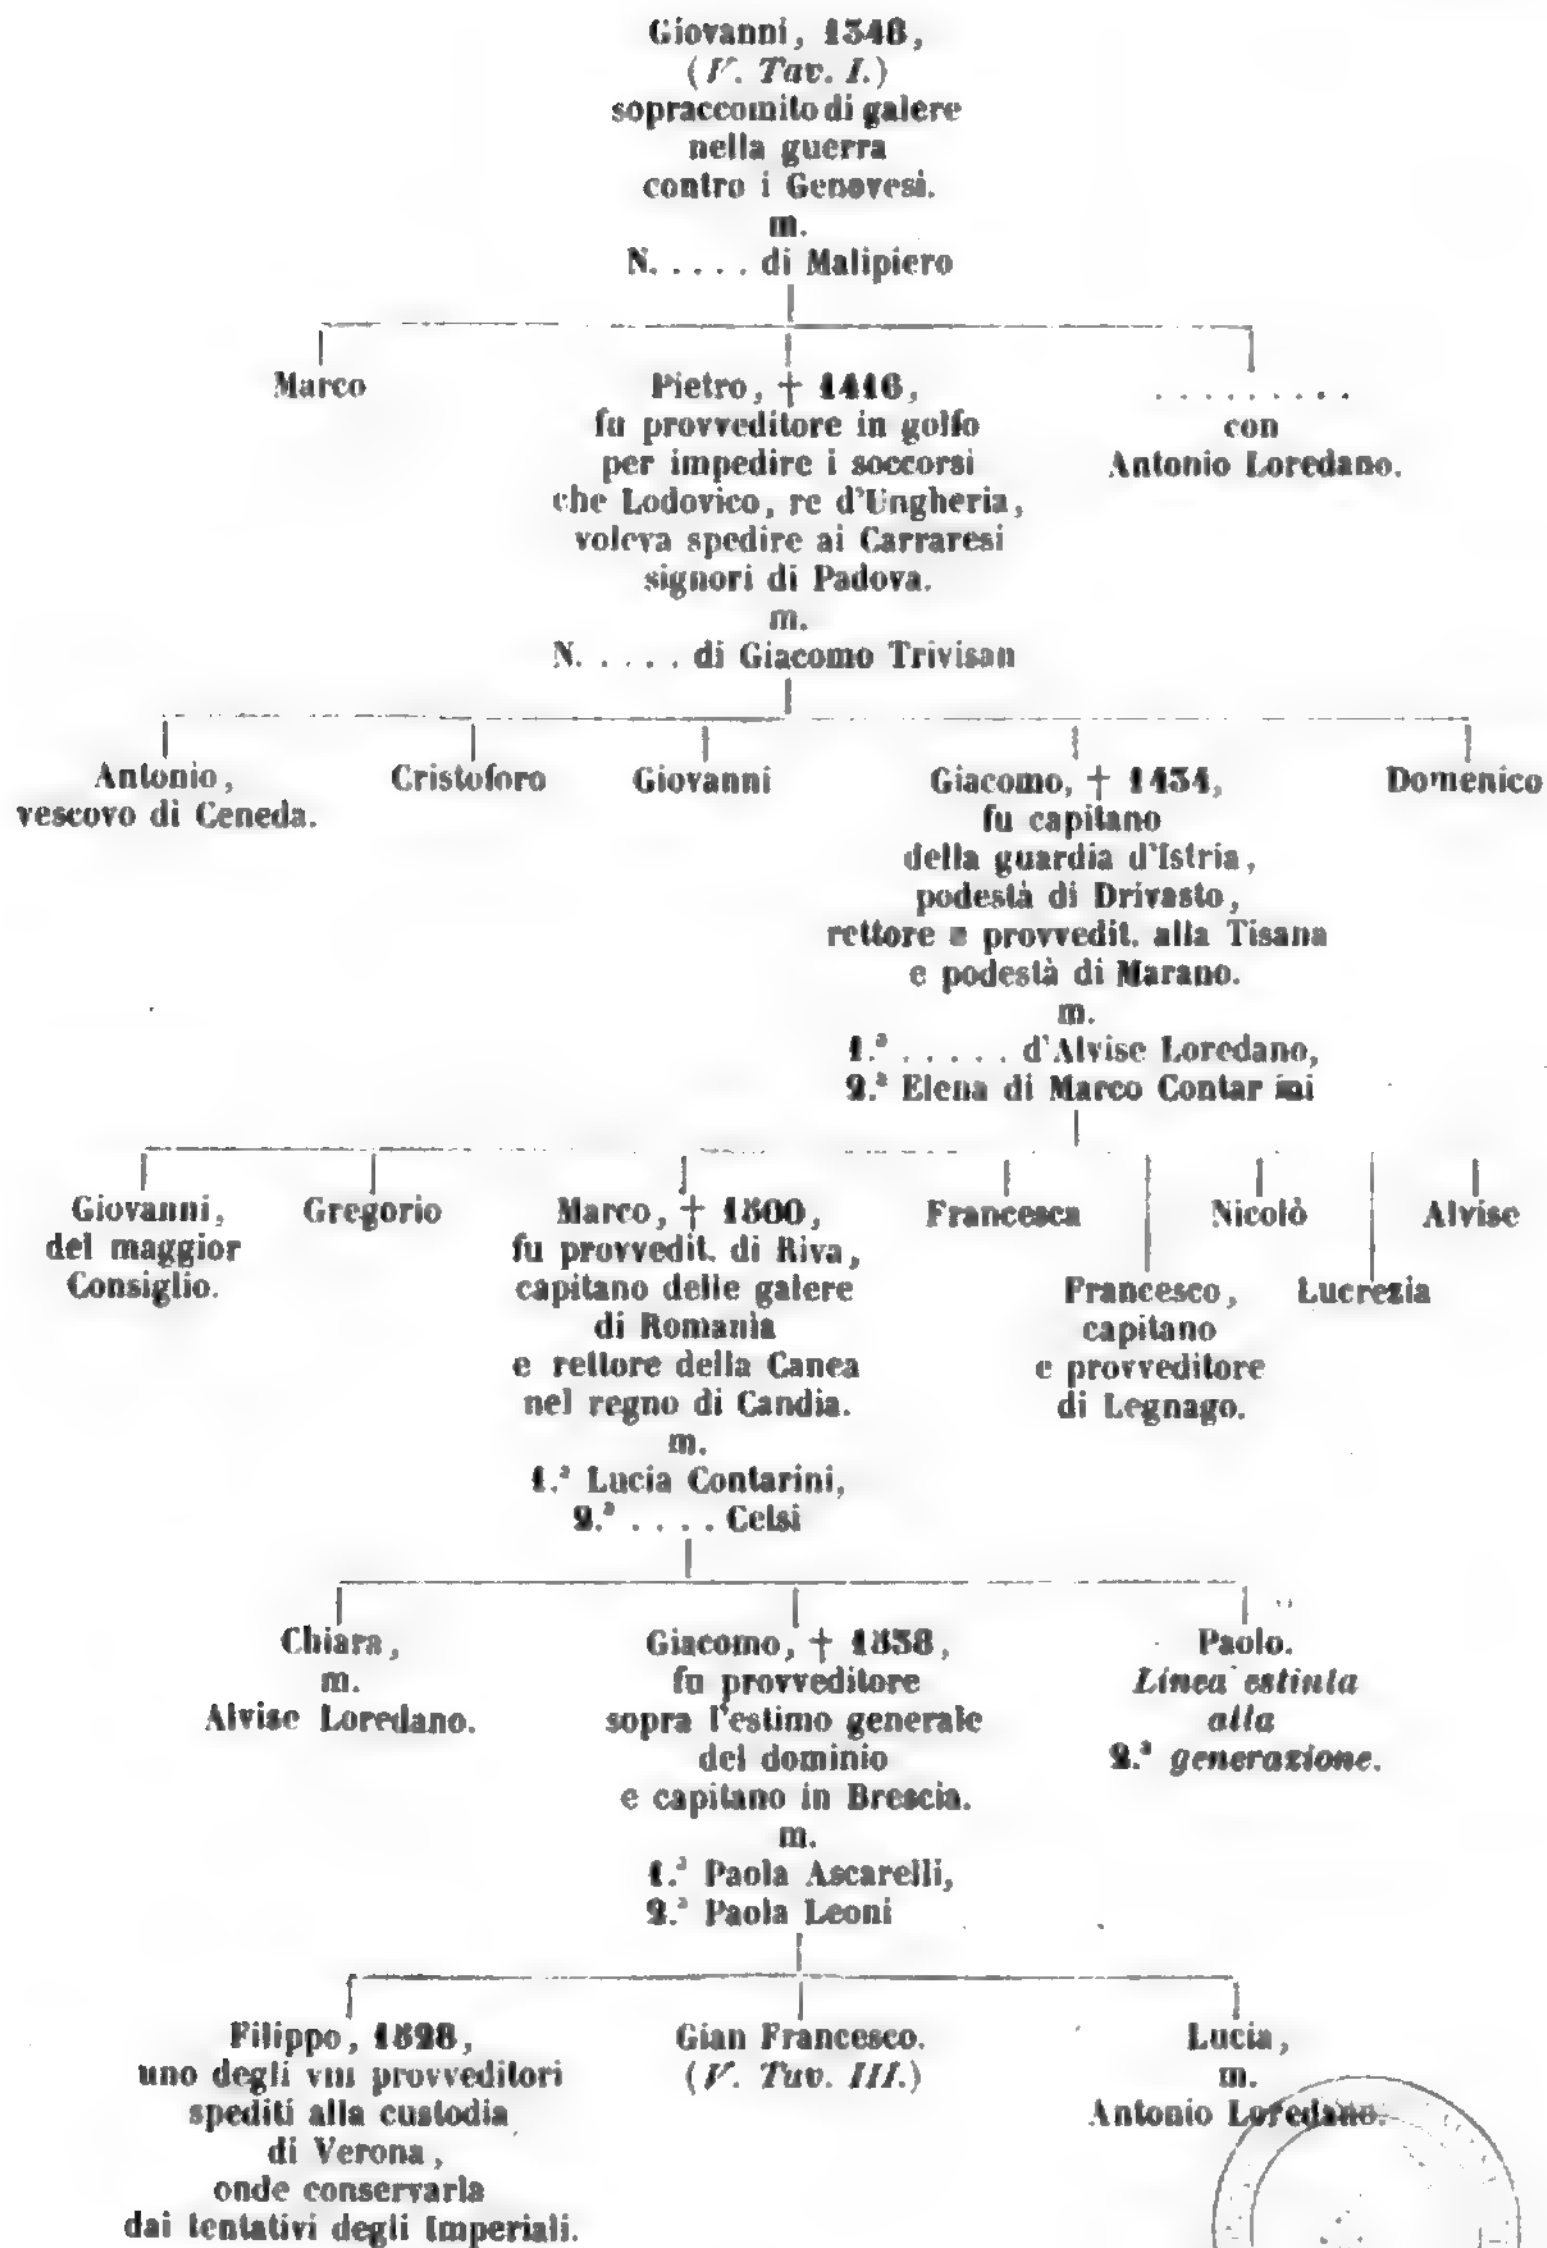 Giovanni, 1348,
(V. Tav. I.)
sopraccomito di galere
nella guerra
contro i Genovesi.
m.
N. . . . . di Malipiero
Marco
Pietro, † 1416,
fu provveditore in golfo
per impedire i soccorsi
che Lodovico, re d'Ungheria,
voleva spedire ai Carraresi
signori di Padova.
m.
N. . . . . di Giacomo Trivisan
. . . . . . . . .
con
Antonio Loredano.
Antonio,
vescovo di Ceneda.
Cristoforo
Giovanni
Giacomo, † 1434,
fu capitano
della guardia d'Istria,
podestà di Drivasto,
rettore e provvedit. alla Tisana
e podestà di Marano.
m.
1.ª . . . . . d'Alvise Loredano,
2.ª Elena di Marco Contarini
Domenico
Giovanni,
del maggior
Consiglio.
Gregorio
Marco, † 1500,
fu provvedit. di Riva,
capitano delle galere
di Romania
e rettore della Canea
nel regno di Candia.
m.
1.ª Lucia Contarini,
2.ª . . . . Celsi
Francesca
Francesco,
capitano
e provveditore
di Legnago.
Nicolò
Lucrezia
Alvise
Chiara,
m.
Alvise Loredano.
Giacomo, † 1538,
fu provveditore
sopra l'estimo generale
del dominio
e capitano in Brescia.
m.
1.ª Paola Ascarelli,
2.ª Paola Leoni
Paolo.
Linea estinta
alla
2.ª generazione.
Filippo, 1528,
uno degli VIII provveditori
spediti alla custodia
di Verona,
onde conservarla
dai tentativi degli Imperiali.
Gian Francesco.
(V. Tav. III.)
Lucia,
m.
Antonio Loredano.